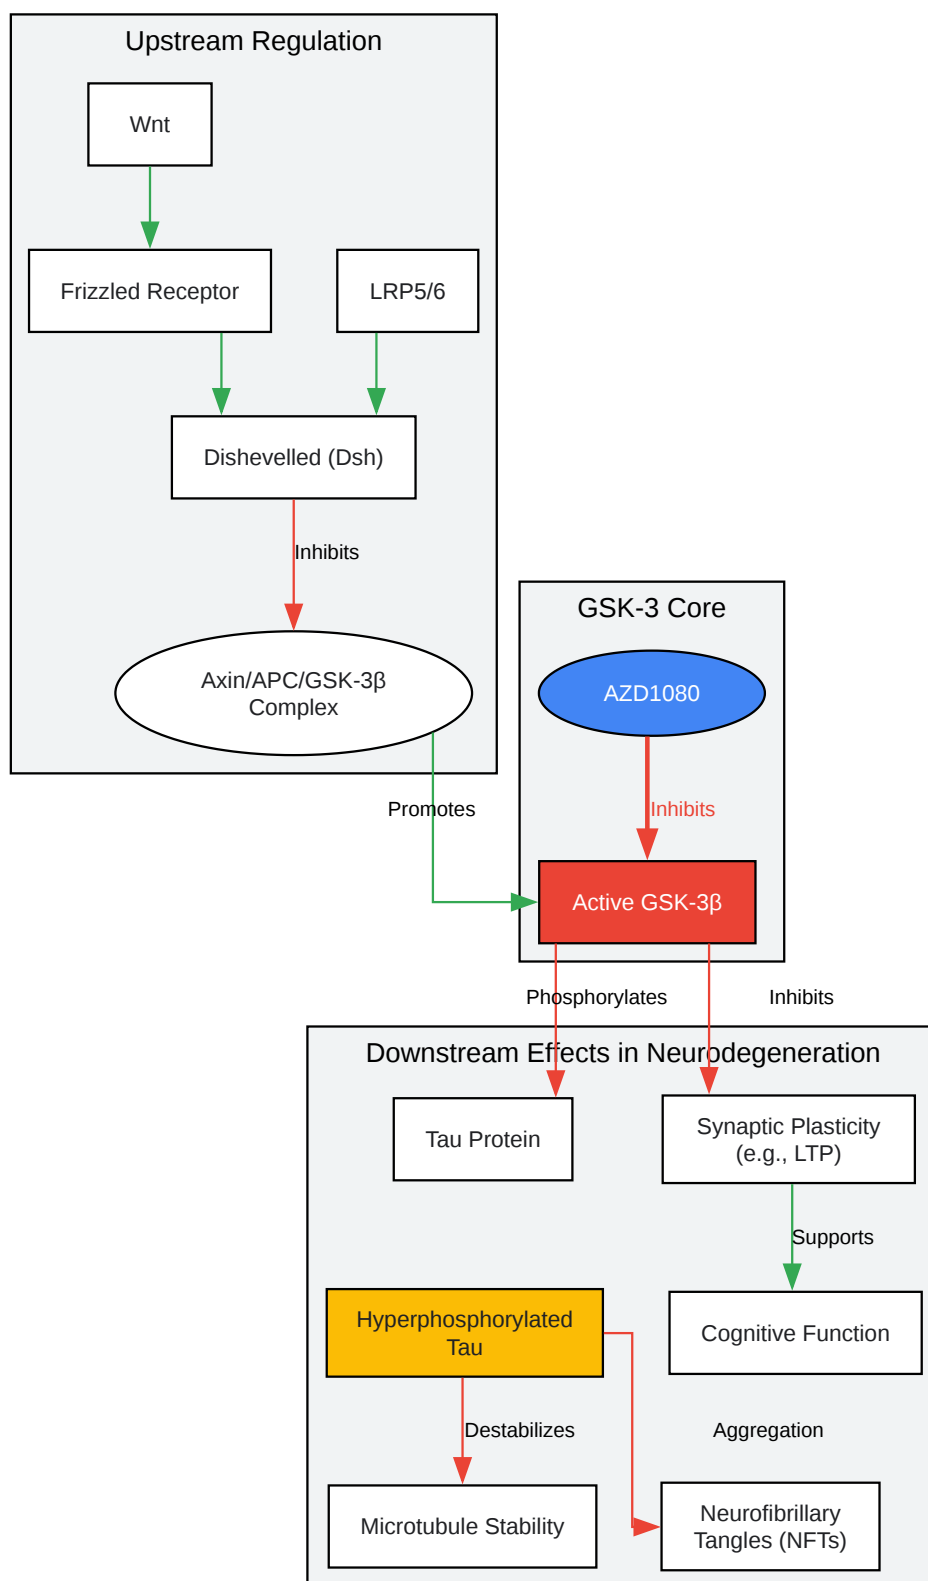 Upstream Regulation
Wnt
Frizzled Receptor
LRP5/6
Dishevelled (Dsh)
Inhibits
Axin/APC/GSK-3β
Complex
Promotes
GSK-3 Core
AZD1080
Inhibits
Active GSK-3β
Phosphorylates
Inhibits
Downstream Effects in Neurodegeneration
Tau Protein
Synaptic Plasticity
(e.g., LTP)
Supports
Hyperphosphorylated
Tau
Cognitive Function
Destabilizes
Aggregation
Microtubule Stability
Neurofibrillary
Tangles (NFTs)